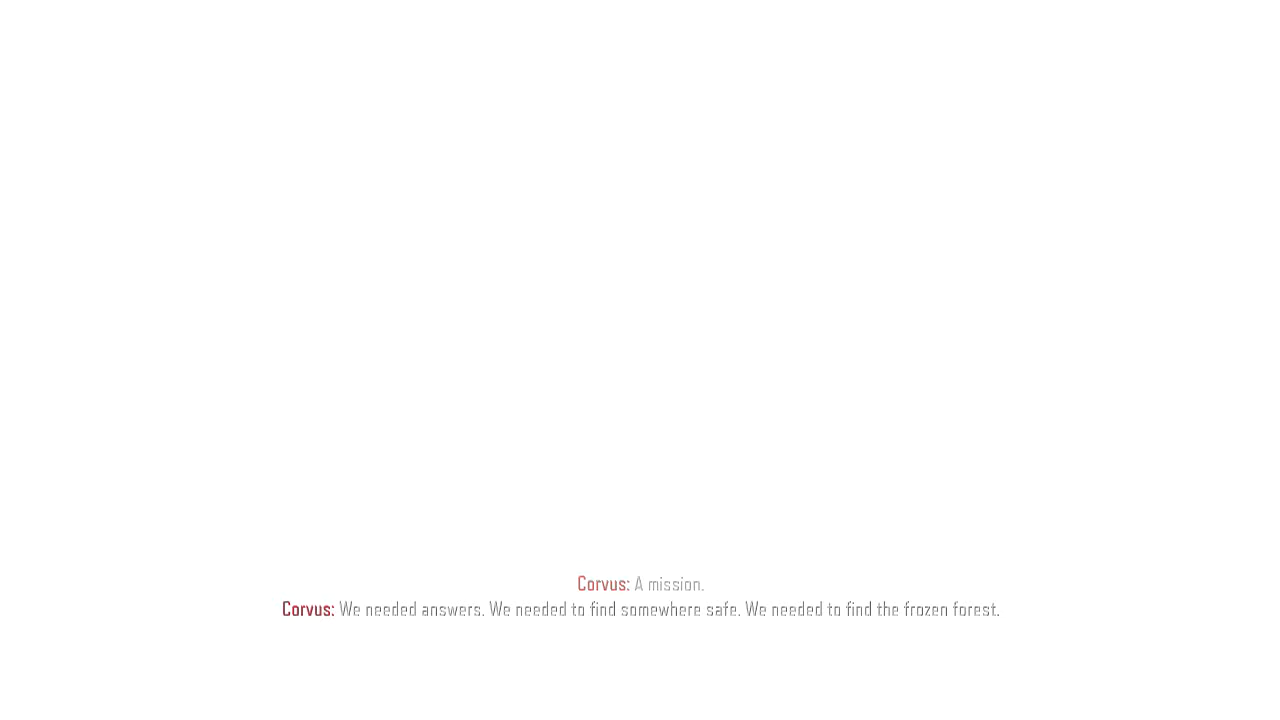 Corvus: A mission.
Corvus: We needed answers. We needed to find somewhere safe. We needed to find the frozen forest.